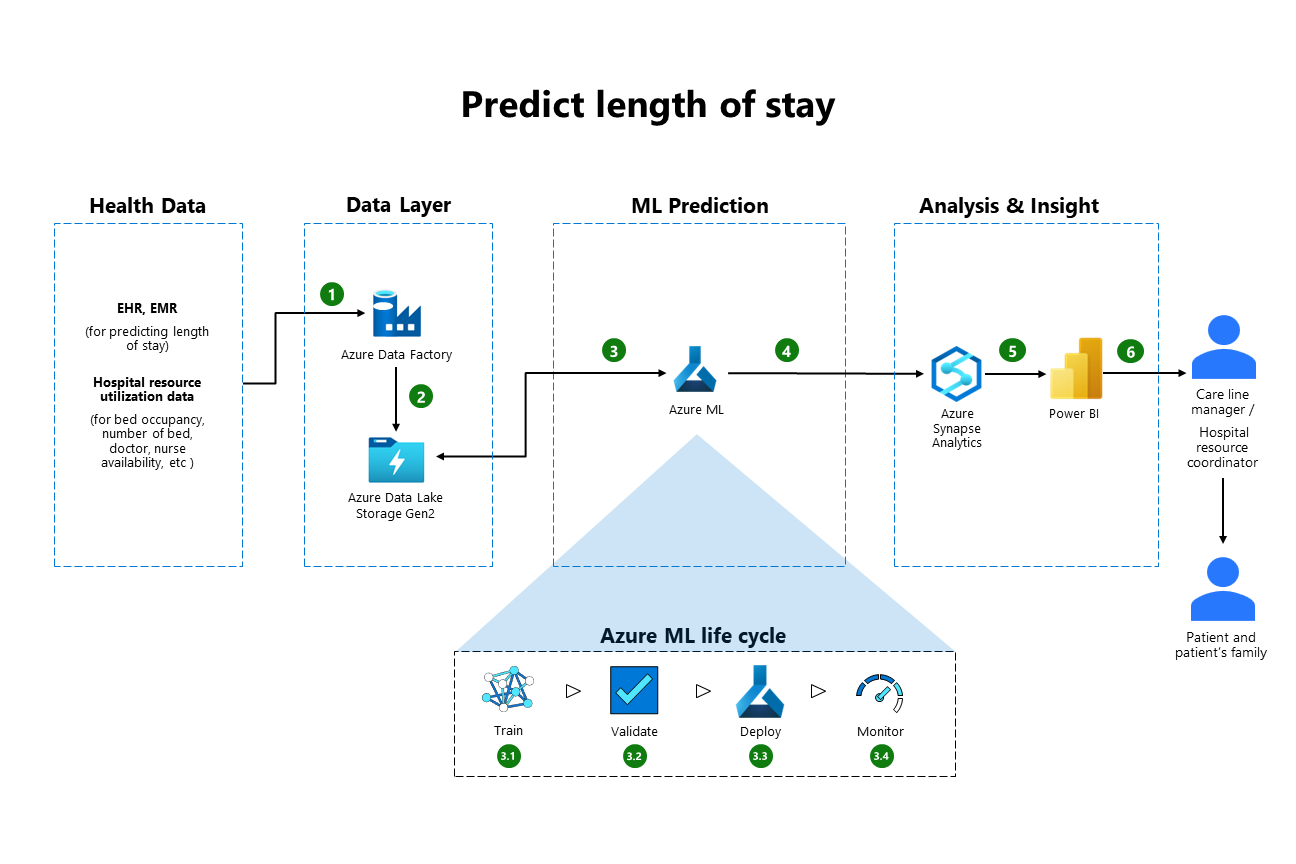 Predict length of stay
Health Data
EHR, EMR
(for predicting length
of stay)
Hospital resource
utilization data
(for bed occupancy,
number of bed,
doctor, nurse
availability, etc )
Data Layer
1
Azure Data Factory
2
Azure Data Lake
Storage Gen2
ML Prediction
3
4
Azure ML
Analysis & Insight
5
6
Azure
Synapse
Analytics
Power BI
Care line
manager /
Hospital
resource
coordinator
Patient and
patient's family
Azure ML life cycle
Train
Validate
Deploy
Monitor
3.1
3.2
3.3
3.4